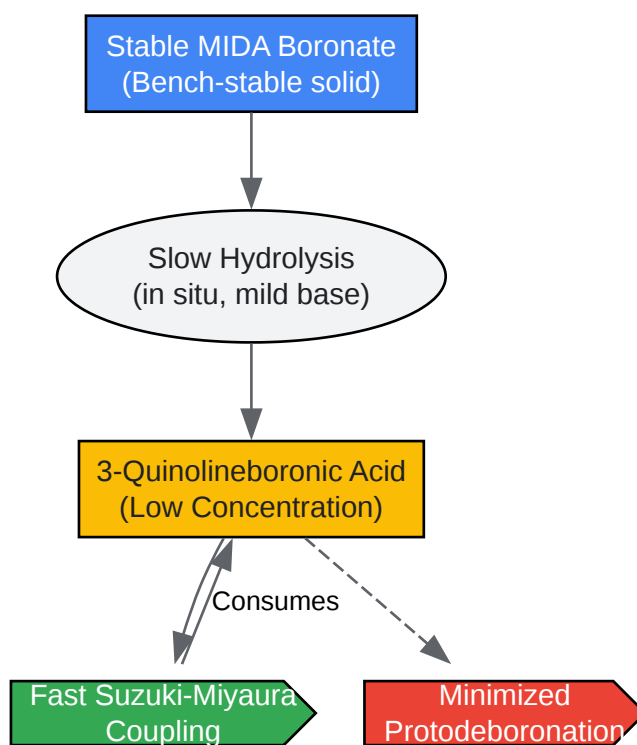 Stable MIDA Boronate
(Bench-stable solid)
Slow Hydrolysis
(in situ, mild base)
3-Quinolineboronic Acid
(Low Concentration)
Consumes
Fast Suzuki-Miyaura
Coupling
Minimized
Protodeboronation